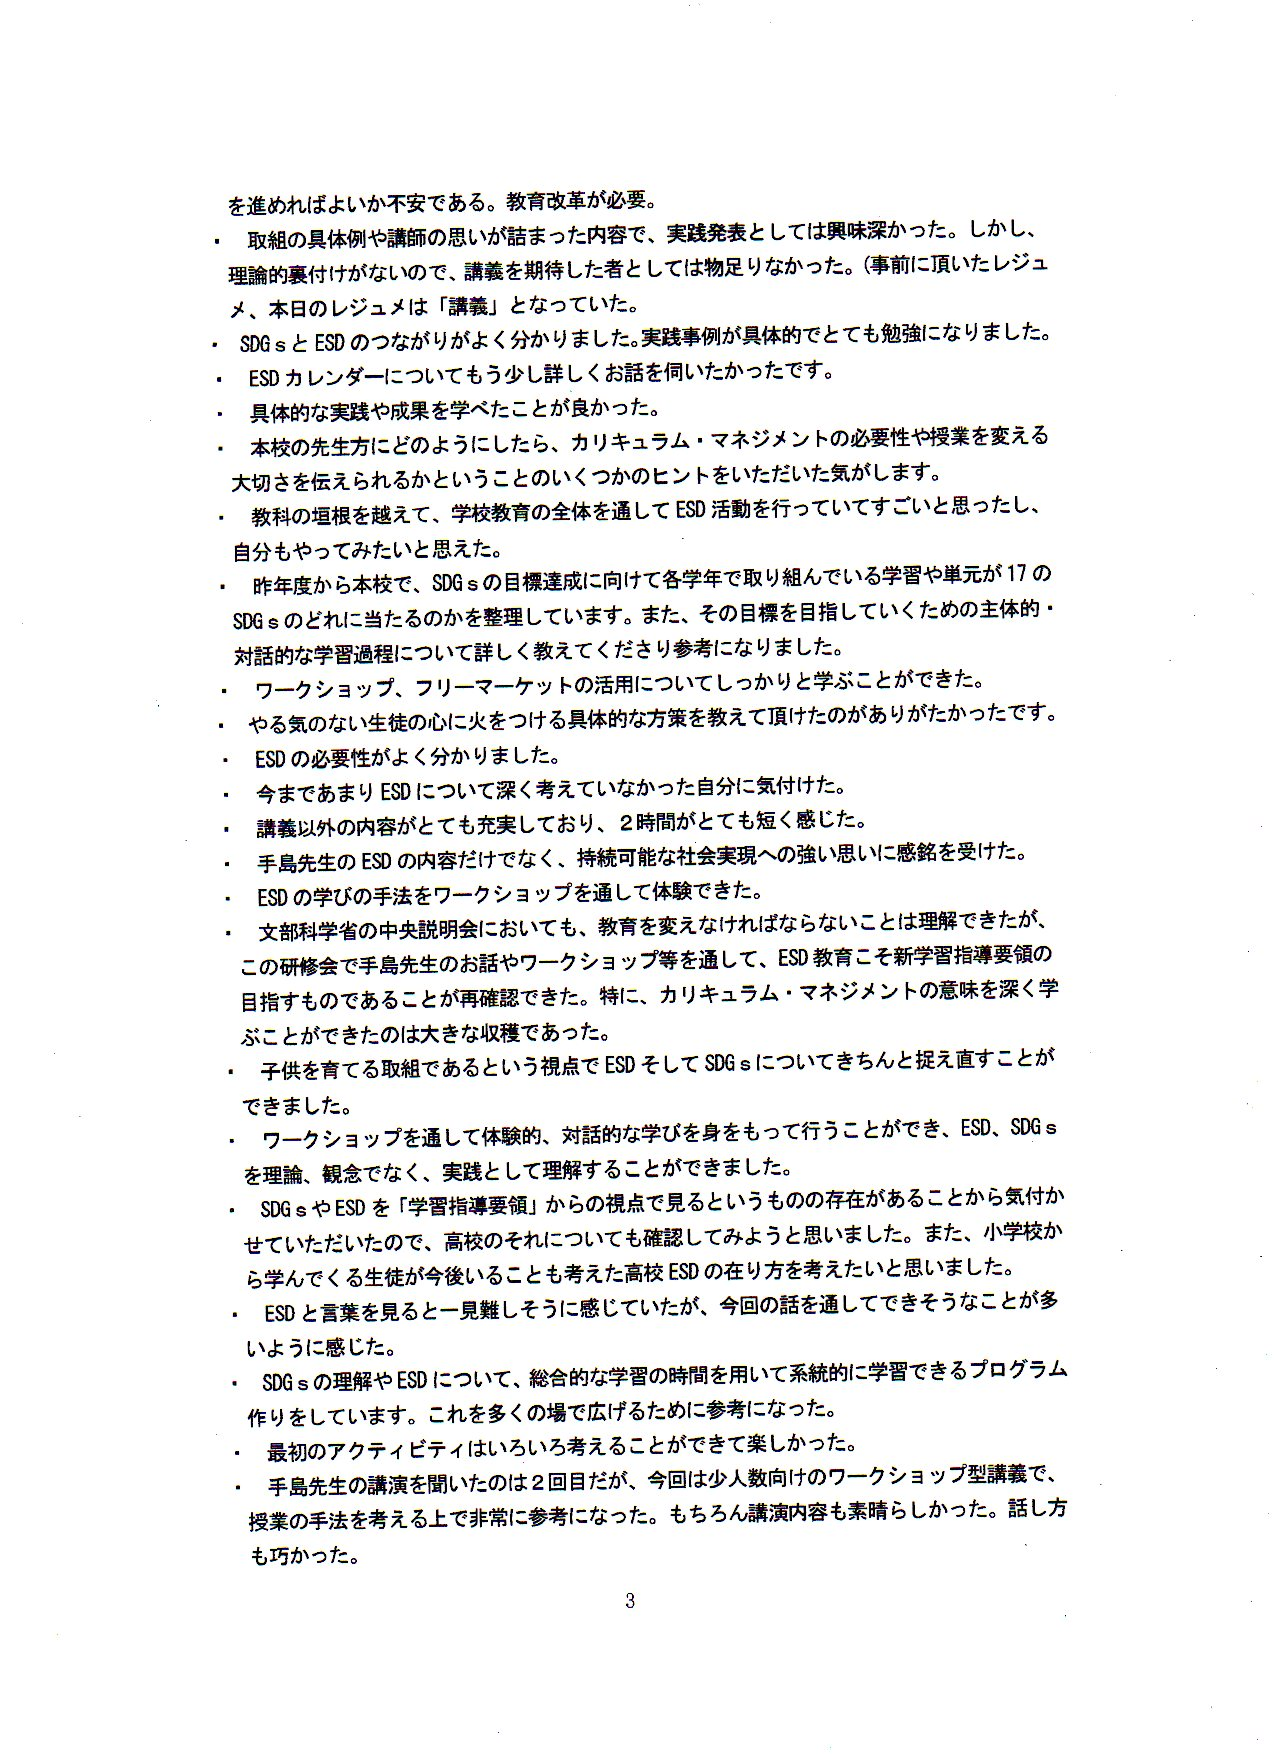 を進めればよいか不安である。教育改革が必要。
・ 取組の具体例や講師の思いが詰まった内容で、実践発表としては興味深かった。しかし、
理論的裏付けがないので、講義を期待した者としては物足りなかった。（事前に頂いたレジュ
メ、本日のレジュメは「講義」となっていた。
・ SDGｓとESDのつながりがよく分かりました。実践事例が具体的でとても勉強になりました。
・ ESDカレンダーについてもう少し詳しくお話を伺いたかったです。
・ 具体的な実践や成果を学べたことが良かった。
・ 本校の先生方にどのようにしたら、カリキュラム・マネジメントの必要性や授業を変える
大切さを伝えられるかということのいくつかのヒントをいただいた気がします。
・ 教科の垣根を越えて、学校教育の全体を通してESD活動を行っていてすごいと思ったし、
自分もやってみたいと思えた。
・ 昨年度から本校で、SDGｓの目標達成に向けて各学年で取り組んでいる学習や単元が17の
SDGｓのどれに当たるのかを整理しています。また、その目標を目指していくための主体的・
対話的な学習過程について詳しく教えてくださり参考になりました。
・ ワークショップ、フリーマーケットの活用についてしっかりと学ぶことができた。
・ やる気のない生徒の心に火をつける具体的な方策を教えて頂けたのがありがたかったです。
・ ESDの必要性がよく分かりました。
・ 今まであまりESDについて深く考えていなかった自分に気付けた。
・ 講義以外の内容がとても充実しており、２時間がとても短く感じた。
・ 手島先生のESDの内容だけでなく、持続可能な社会実現への強い思いに感銘を受けた。
・ ESDの学びの手法をワークショップを通して体験できた。
・ 文部科学省の中央説明会においても、教育を変えなければならないことは理解できたが、
この研修会で手島先生のお話やワークショップ等を通して、ESD教育こそ新学習指導要領の
目指すものであることが再確認できた。特に、カリキュラム・マネジメントの意味を深く学
ぶことができたのは大きな収穫であった。
・ 子供を育てる取組であるという視点でESDそしてSDGｓについてきちんと捉え直すことが
できました。
・ ワークショップを通して体験的、対話的な学びを身をもって行うことができ、ESD、SDGｓ
を理論、観念でなく、実践として理解することができました。
・ SDGｓやESDを「学習指導要領」からの視点で見るというものの存在があることから気付か
せていただいたので、高校のそれについても確認してみようと思いました。また、小学校か
ら学んでくる生徒が今後いることも考えた高校ESDの在り方を考えたいと思いました。
・ ESDと言葉を見ると一見難しそうに感じていたが、今回の話を通してできそうなことが多
いように感じた。
・ SDGｓの理解やESDについて、総合的な学習の時間を用いて系統的に学習できるプログラム
作りをしています。これを多くの場で広げるために参考になった。
・ 最初のアクティビティはいろいろ考えることができて楽しかった。
・ 手島先生の講演を聞いたのは２回目だが、今回は少人数向けのワークショップ型講義で、
授業の手法を考える上で非常に参考になった。もちろん講演内容も素晴らしかった。話し方
も巧かった。
3